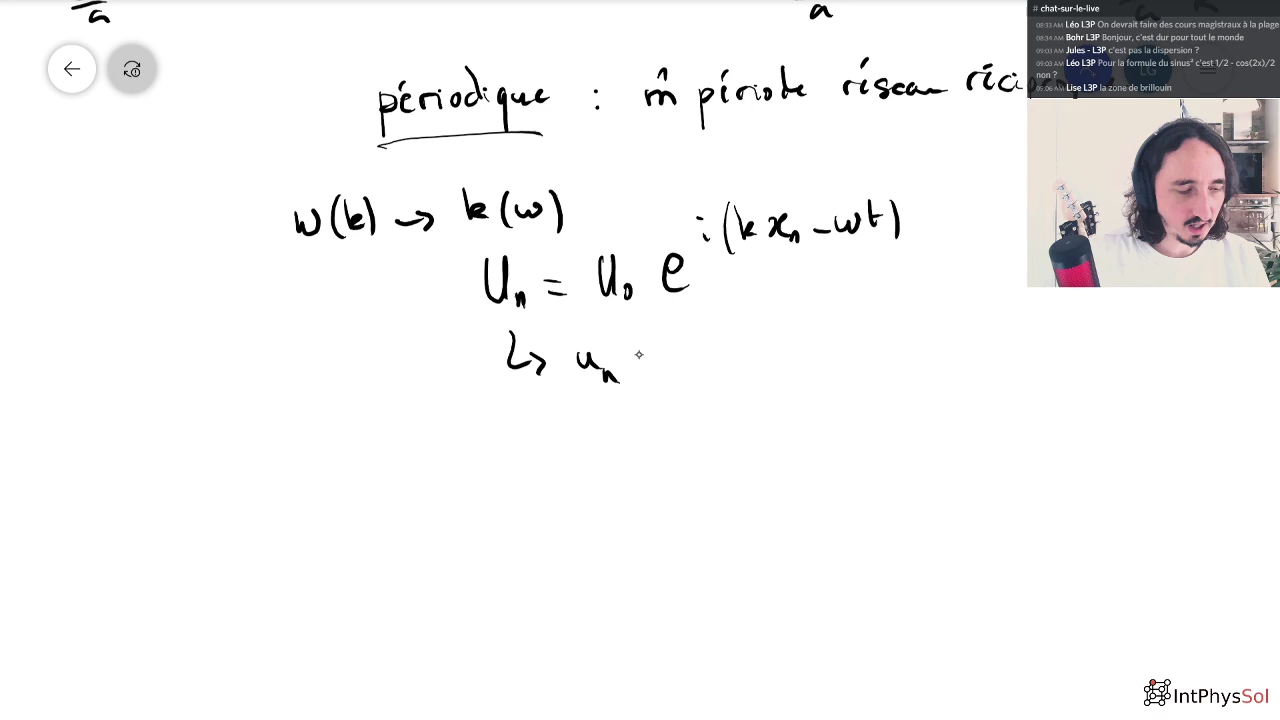 a
a
périodique : m̂ période réseau réci
ω(k) → k(ω)
Un = U0 e i(k xn - ωt)
↳ un
# chat-sur-le-live
08:33 AM Léo L3P On devrait faire des cours magistraux à la plage
08:34 AM Bohr L3P Bonjour, c'est dur pour tout le monde
09:03 AM Jules - L3P c'est pas la dispersion ?
09:03 AM Léo L3P Pour la formule du sinus² c'est 1/2 - cos(2x)/2
non ?
09:06 AM Lise L3P la zone de brillouin
LG
IntPhysSol